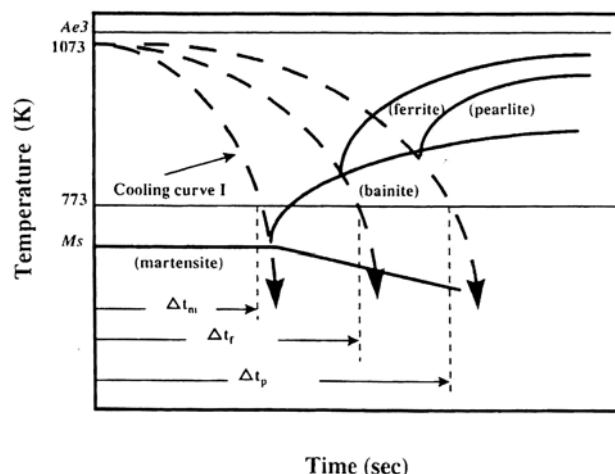 Ae3
1073
(ferrite)
(pearlite)
Cooling curve I
(bainite)
773
Ms
(martensite)
Δtm
Δtf
Δtp
Temperature (K)
Time (sec)